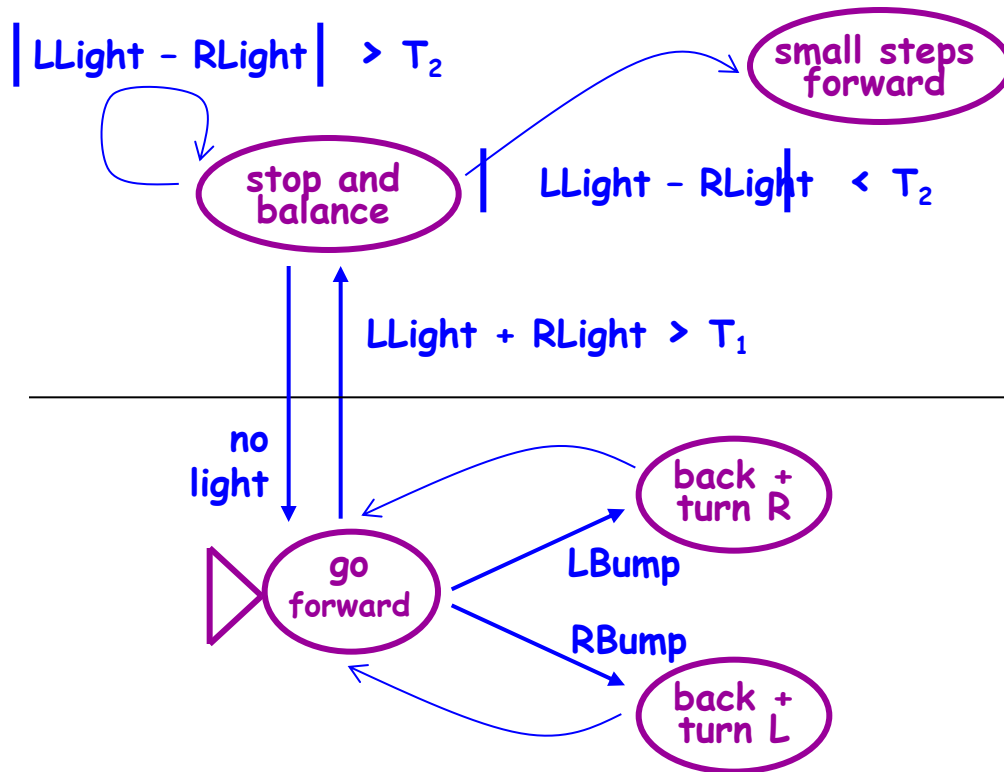 |LLight – RLight| > T₂
small steps
forward
stop and
balance
| LLight – RLight| < T₂
LLight + RLight > T₁
no
light
back +
turn R
go
forward
LBump
RBump
back +
turn L